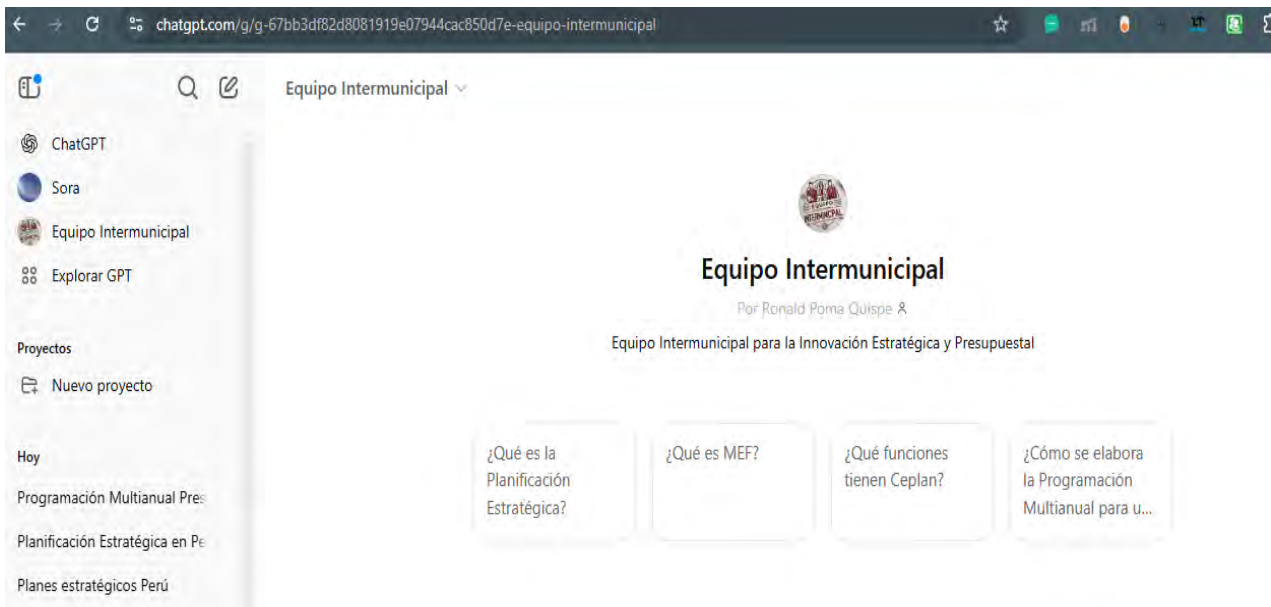 chatgpt.com/g/g-67bb3df82d8081919e07944cac850d7e-equipo-intermunicipal
Equipo Intermunicipal
ChatGPT
Sora
Equipo Intermunicipal
Explorar GPT
Proyectos
Nuevo proyecto
Hoy
Programación Multianual Pres
Planificación Estratégica en Pe
Planes estratégicos Perú
EQUIPO
Equipo Intermunicipal
Por Ronald Poma Quispe
Equipo Intermunicipal para la Innovación Estratégica y Presupuestal
¿Qué es la
Planificación
Estratégica?
¿Qué es MEF?
¿Qué funciones
tienen Ceplan?
¿Cómo se elabora
la Programación
Multianual para u...